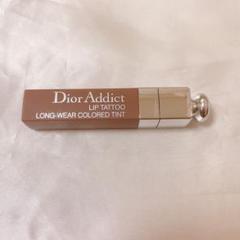 Dior Addict
LIP TATTOO
LONG-WEAR COLORED TINT